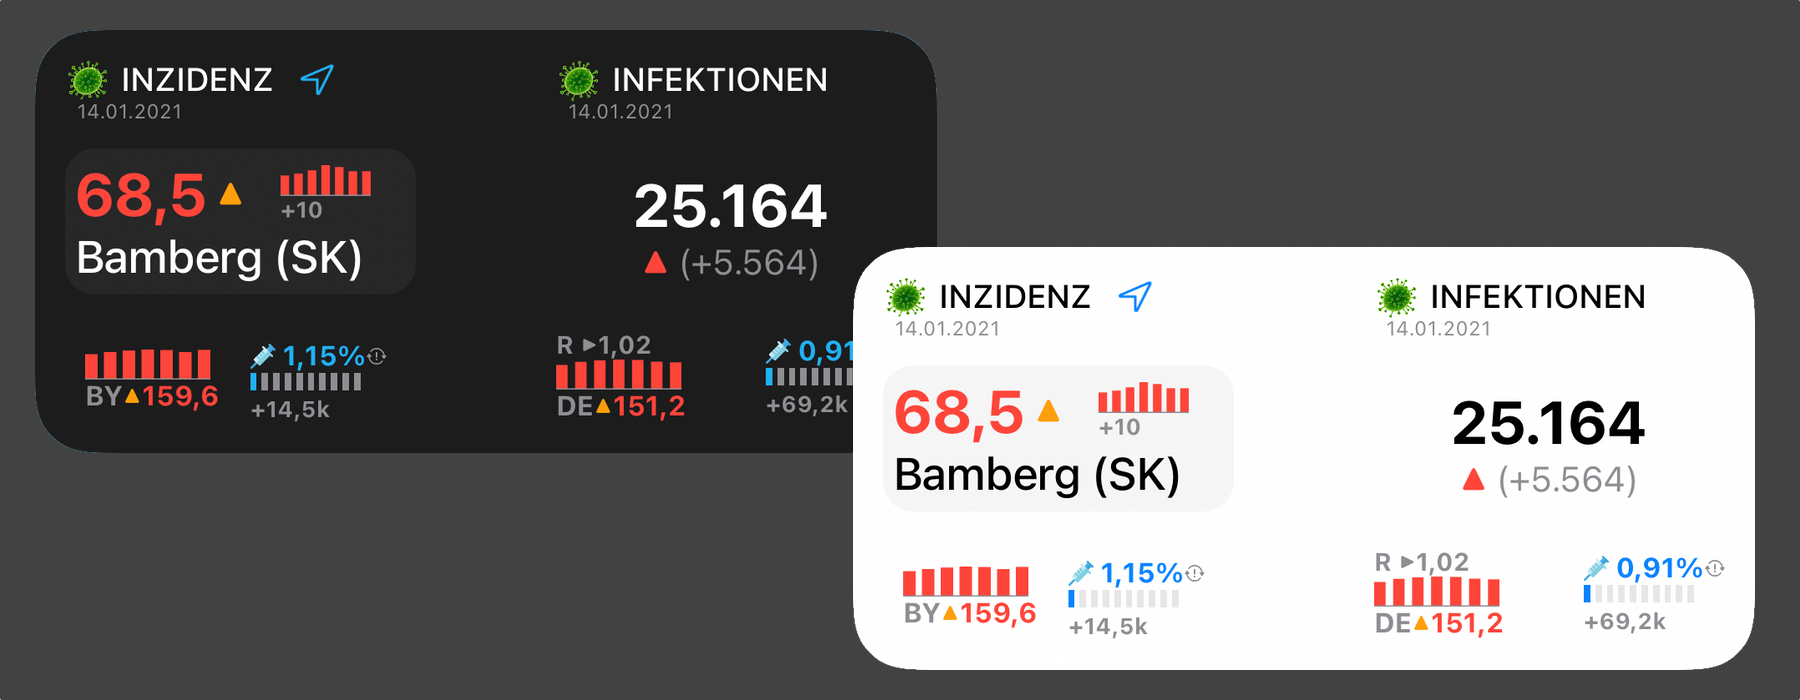 INZIDENZ
14.01.2021
68,5
+10
Bamberg (SK)
BY 159,6
1,15%
+14,5k
INFEKTIONEN
14.01.2021
25.164
(+5.564)
R 1,02
DE 151,2
0,91
+69,2k
INZIDENZ
14.01.2021
68,5
+10
Bamberg (SK)
BY 159,6
1,15%
+14,5k
INFEKTIONEN
14.01.2021
25.164
(+5.564)
R 1,02
DE 151,2
0,91%
+69,2k